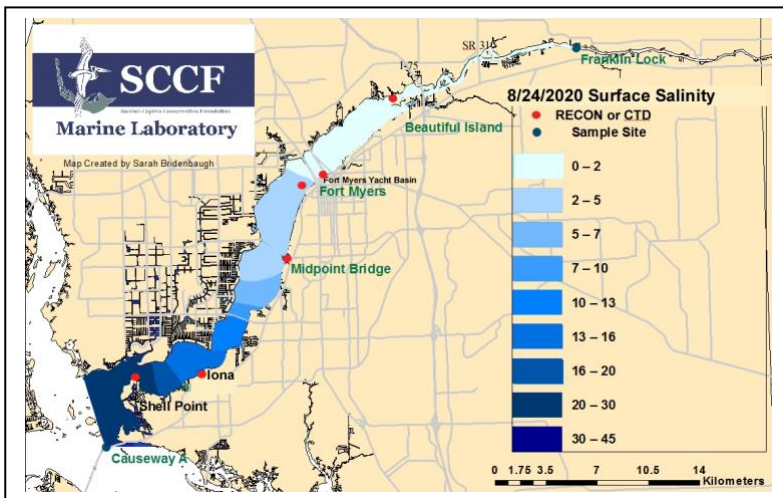 SCCF
Sanibel Captiva Conservation Foundation
Marine Laboratory
Map Created by Sarah Bridenbaugh
SR 31
I-75
Franklin Lock
8/24/2020 Surface Salinity
RECON or CTD
Sample Site
Beautiful Island
Fort Myers Yacht Basin
Fort Myers
Midpoint Bridge
Iona
Shell Point
Causeway A
0 – 2
2 – 5
5 – 7
7 – 10
10 – 13
13 – 16
16 – 20
20 – 30
30 – 45
0 1.75 3.5 7 10.5 14
Kilometers